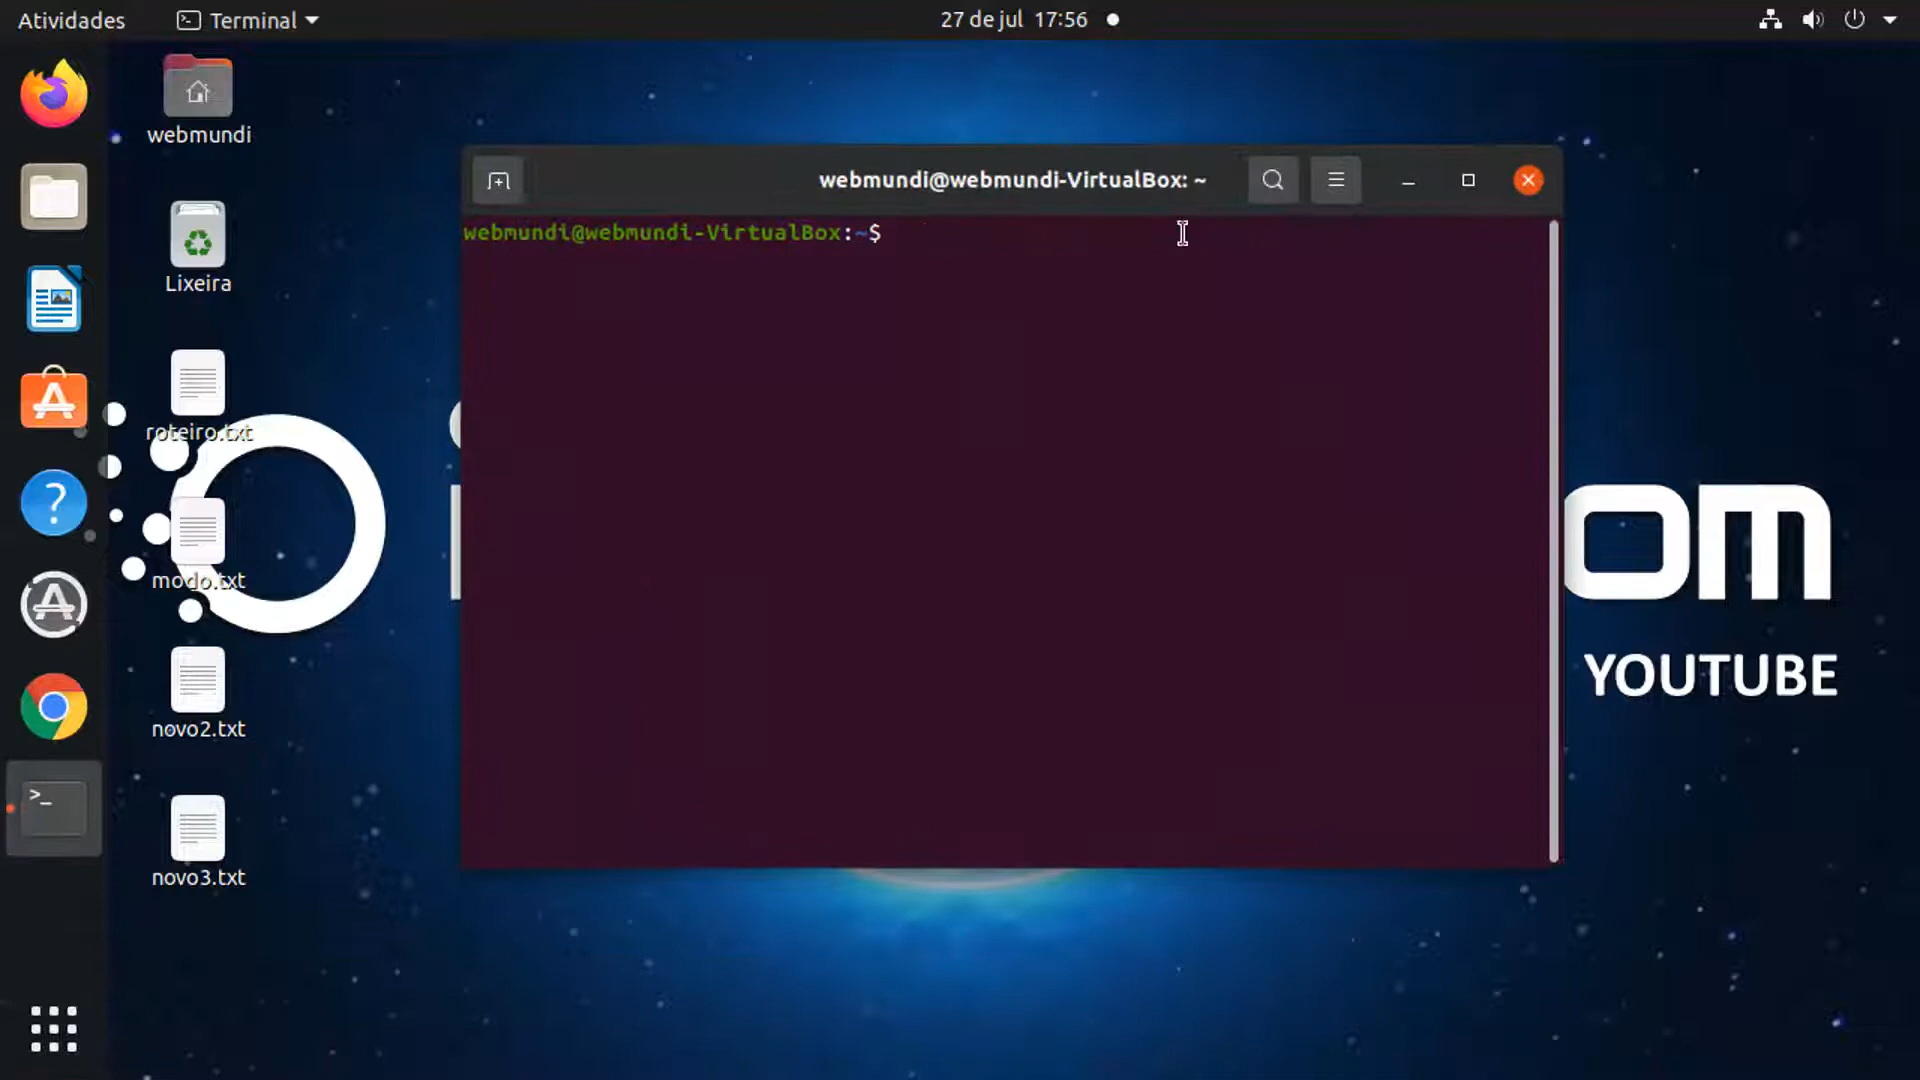 Atividades
Terminal
27 de jul 17:56
webmundi
Lixeira
roteiro.txt
modo.txt
novo2.txt
novo3.txt
webmundi@webmundi-VirtualBox: ~
webmundi@webmundi-VirtualBox:~$
om
YOUTUBE